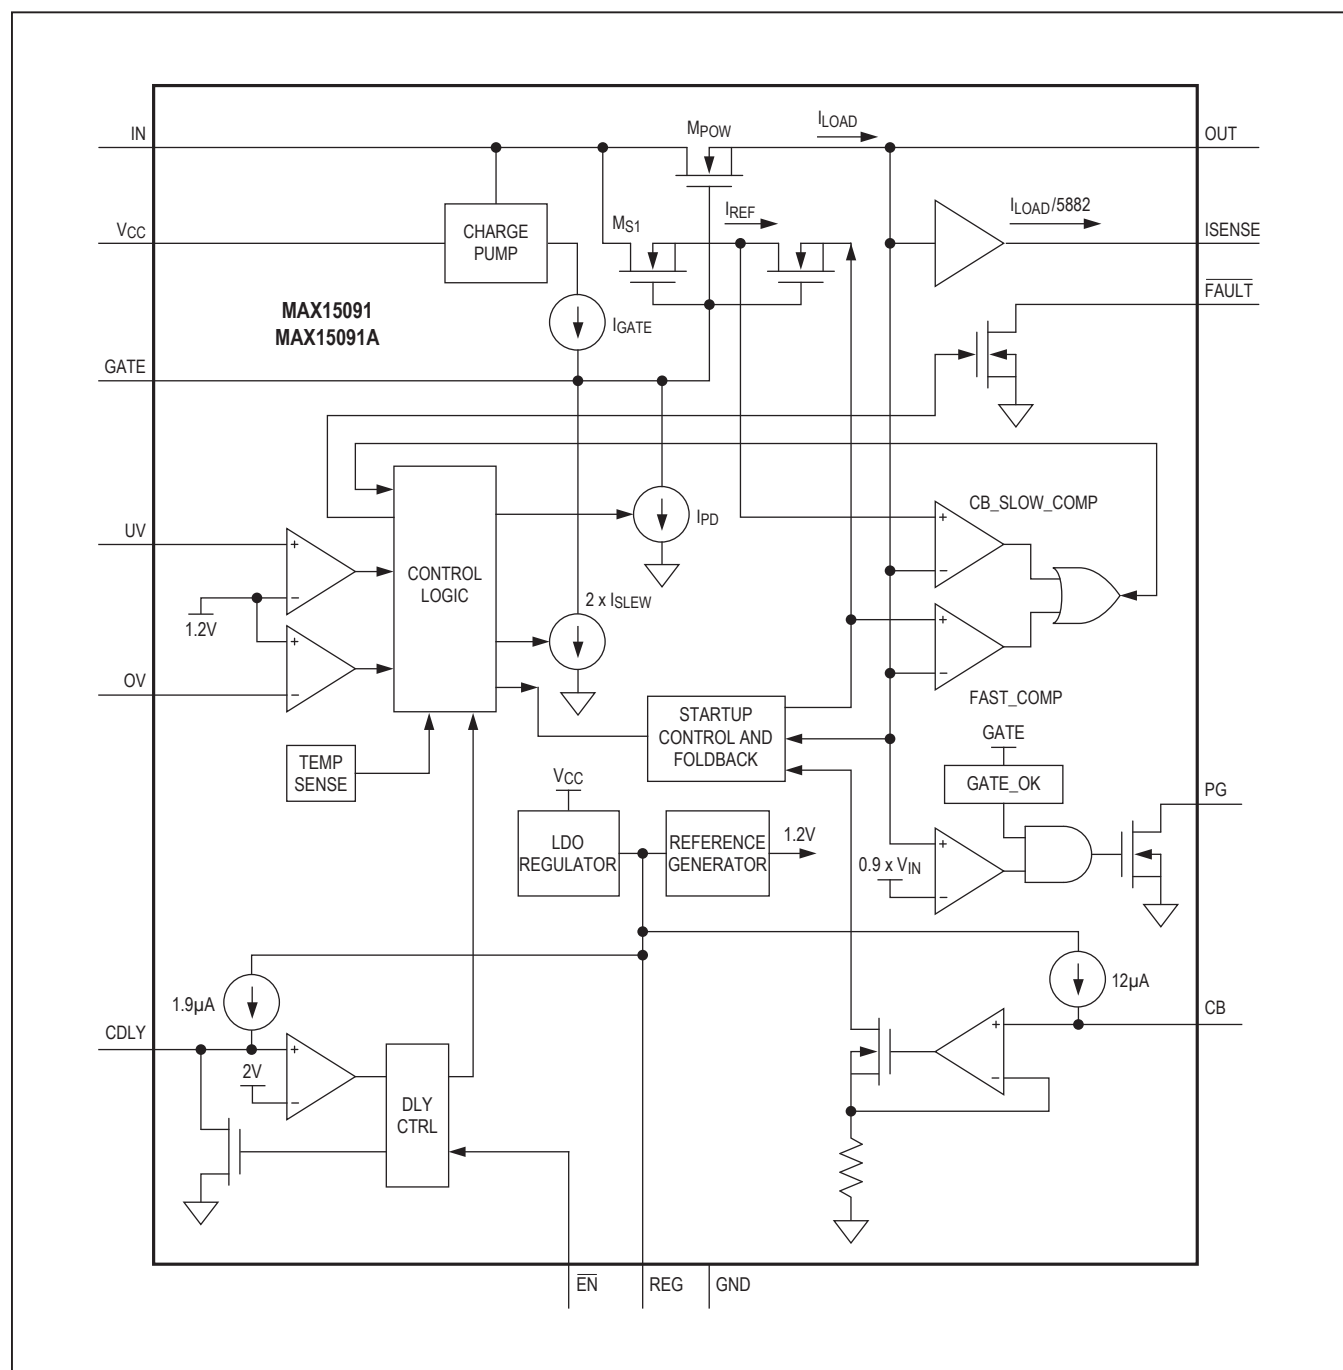 IN
MPOW
ILOAD
OUT
VCC
CHARGE
PUMP
MS1
IREF
ILOAD/5882
ISENSE
FAULT
MAX15091
MAX15091A
IGATE
GATE
UV
+
−
1.2V
CONTROL
LOGIC
IPD
CB_SLOW_COMP
+
−
2 x ISLEW
OV
+
−
+
−
FAST_COMP
TEMP
SENSE
STARTUP
CONTROL AND
FOLDBACK
GATE
GATE_OK
PG
VCC
LDO
REGULATOR
REFERENCE
GENERATOR
1.2V
0.9 x VIN
+
−
1.9µA
12µA
CDLY
CB
+
−
2V
DLY
CTRL
+
−
EN
REG
GND